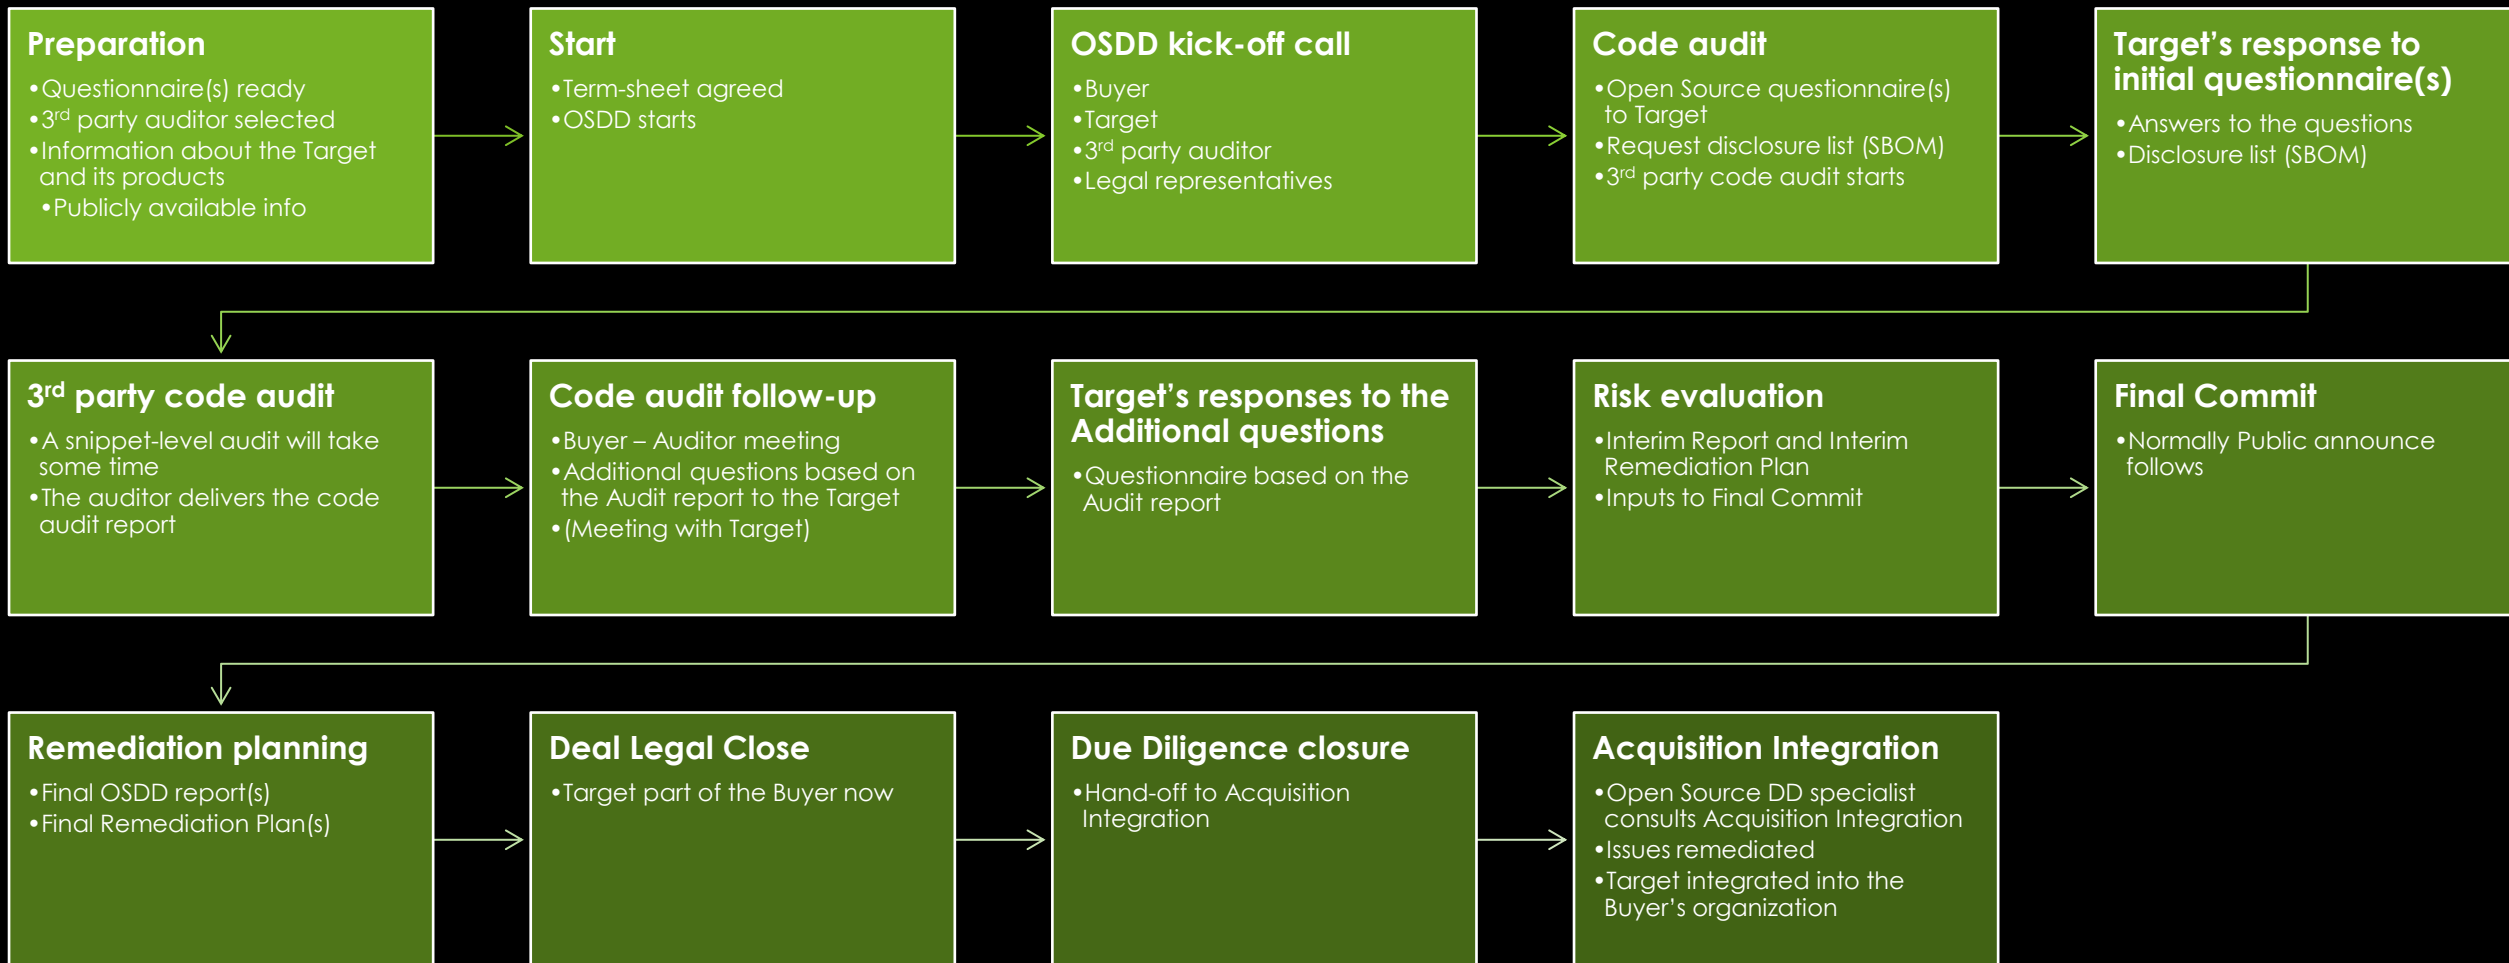 Preparation
•Questionnaire(s) ready
•3rd party auditor selected
•Information about the Target
and its products
•Publicly available info
Start
•Term-sheet agreed
•OSDD starts
OSDD kick-off call
•Buyer
•Target
•3rd party auditor
•Legal representatives
Code audit
•Open Source questionnaire(s)
to Target
•Request disclosure list (SBOM)
•3rd party code audit starts
Target’s response to
initial questionnaire(s)
•Answers to the questions
•Disclosure list (SBOM)
3rd party code audit
•A snippet-level audit will take
some time
•The auditor delivers the code
audit report
Code audit follow-up
•Buyer – Auditor meeting
•Additional questions based on
the Audit report to the Target
•(Meeting with Target)
Target’s responses to the
Additional questions
•Questionnaire based on the
Audit report
Risk evaluation
•Interim Report and Interim
Remediation Plan
•Inputs to Final Commit
Final Commit
•Normally Public announce
follows
Remediation planning
•Final OSDD report(s)
•Final Remediation Plan(s)
Deal Legal Close
•Target part of the Buyer now
Due Diligence closure
•Hand-off to Acquisition
Integration
Acquisition Integration
•Open Source DD specialist
consults Acquisition Integration
•Issues remediated
•Target integrated into the
Buyer’s organization